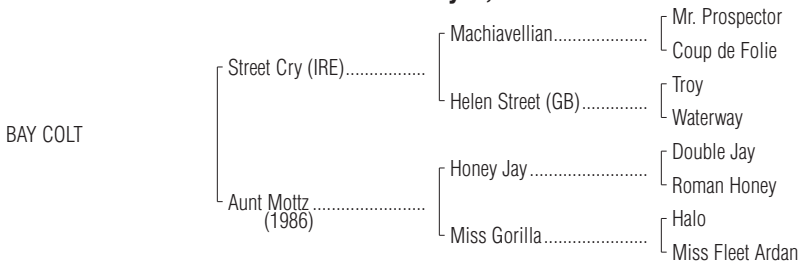 Mr. Prospector
Machiavellian....................
Coup de Folie
Street Cry (IRE).................
Troy
Helen Street (GB)..............
Waterway
BAY COLT
Double Jay
Honey Jay.........................
Roman Honey
Aunt Mottz ........................
(1986)
Halo
Miss Gorilla......................
Miss Fleet Ardan